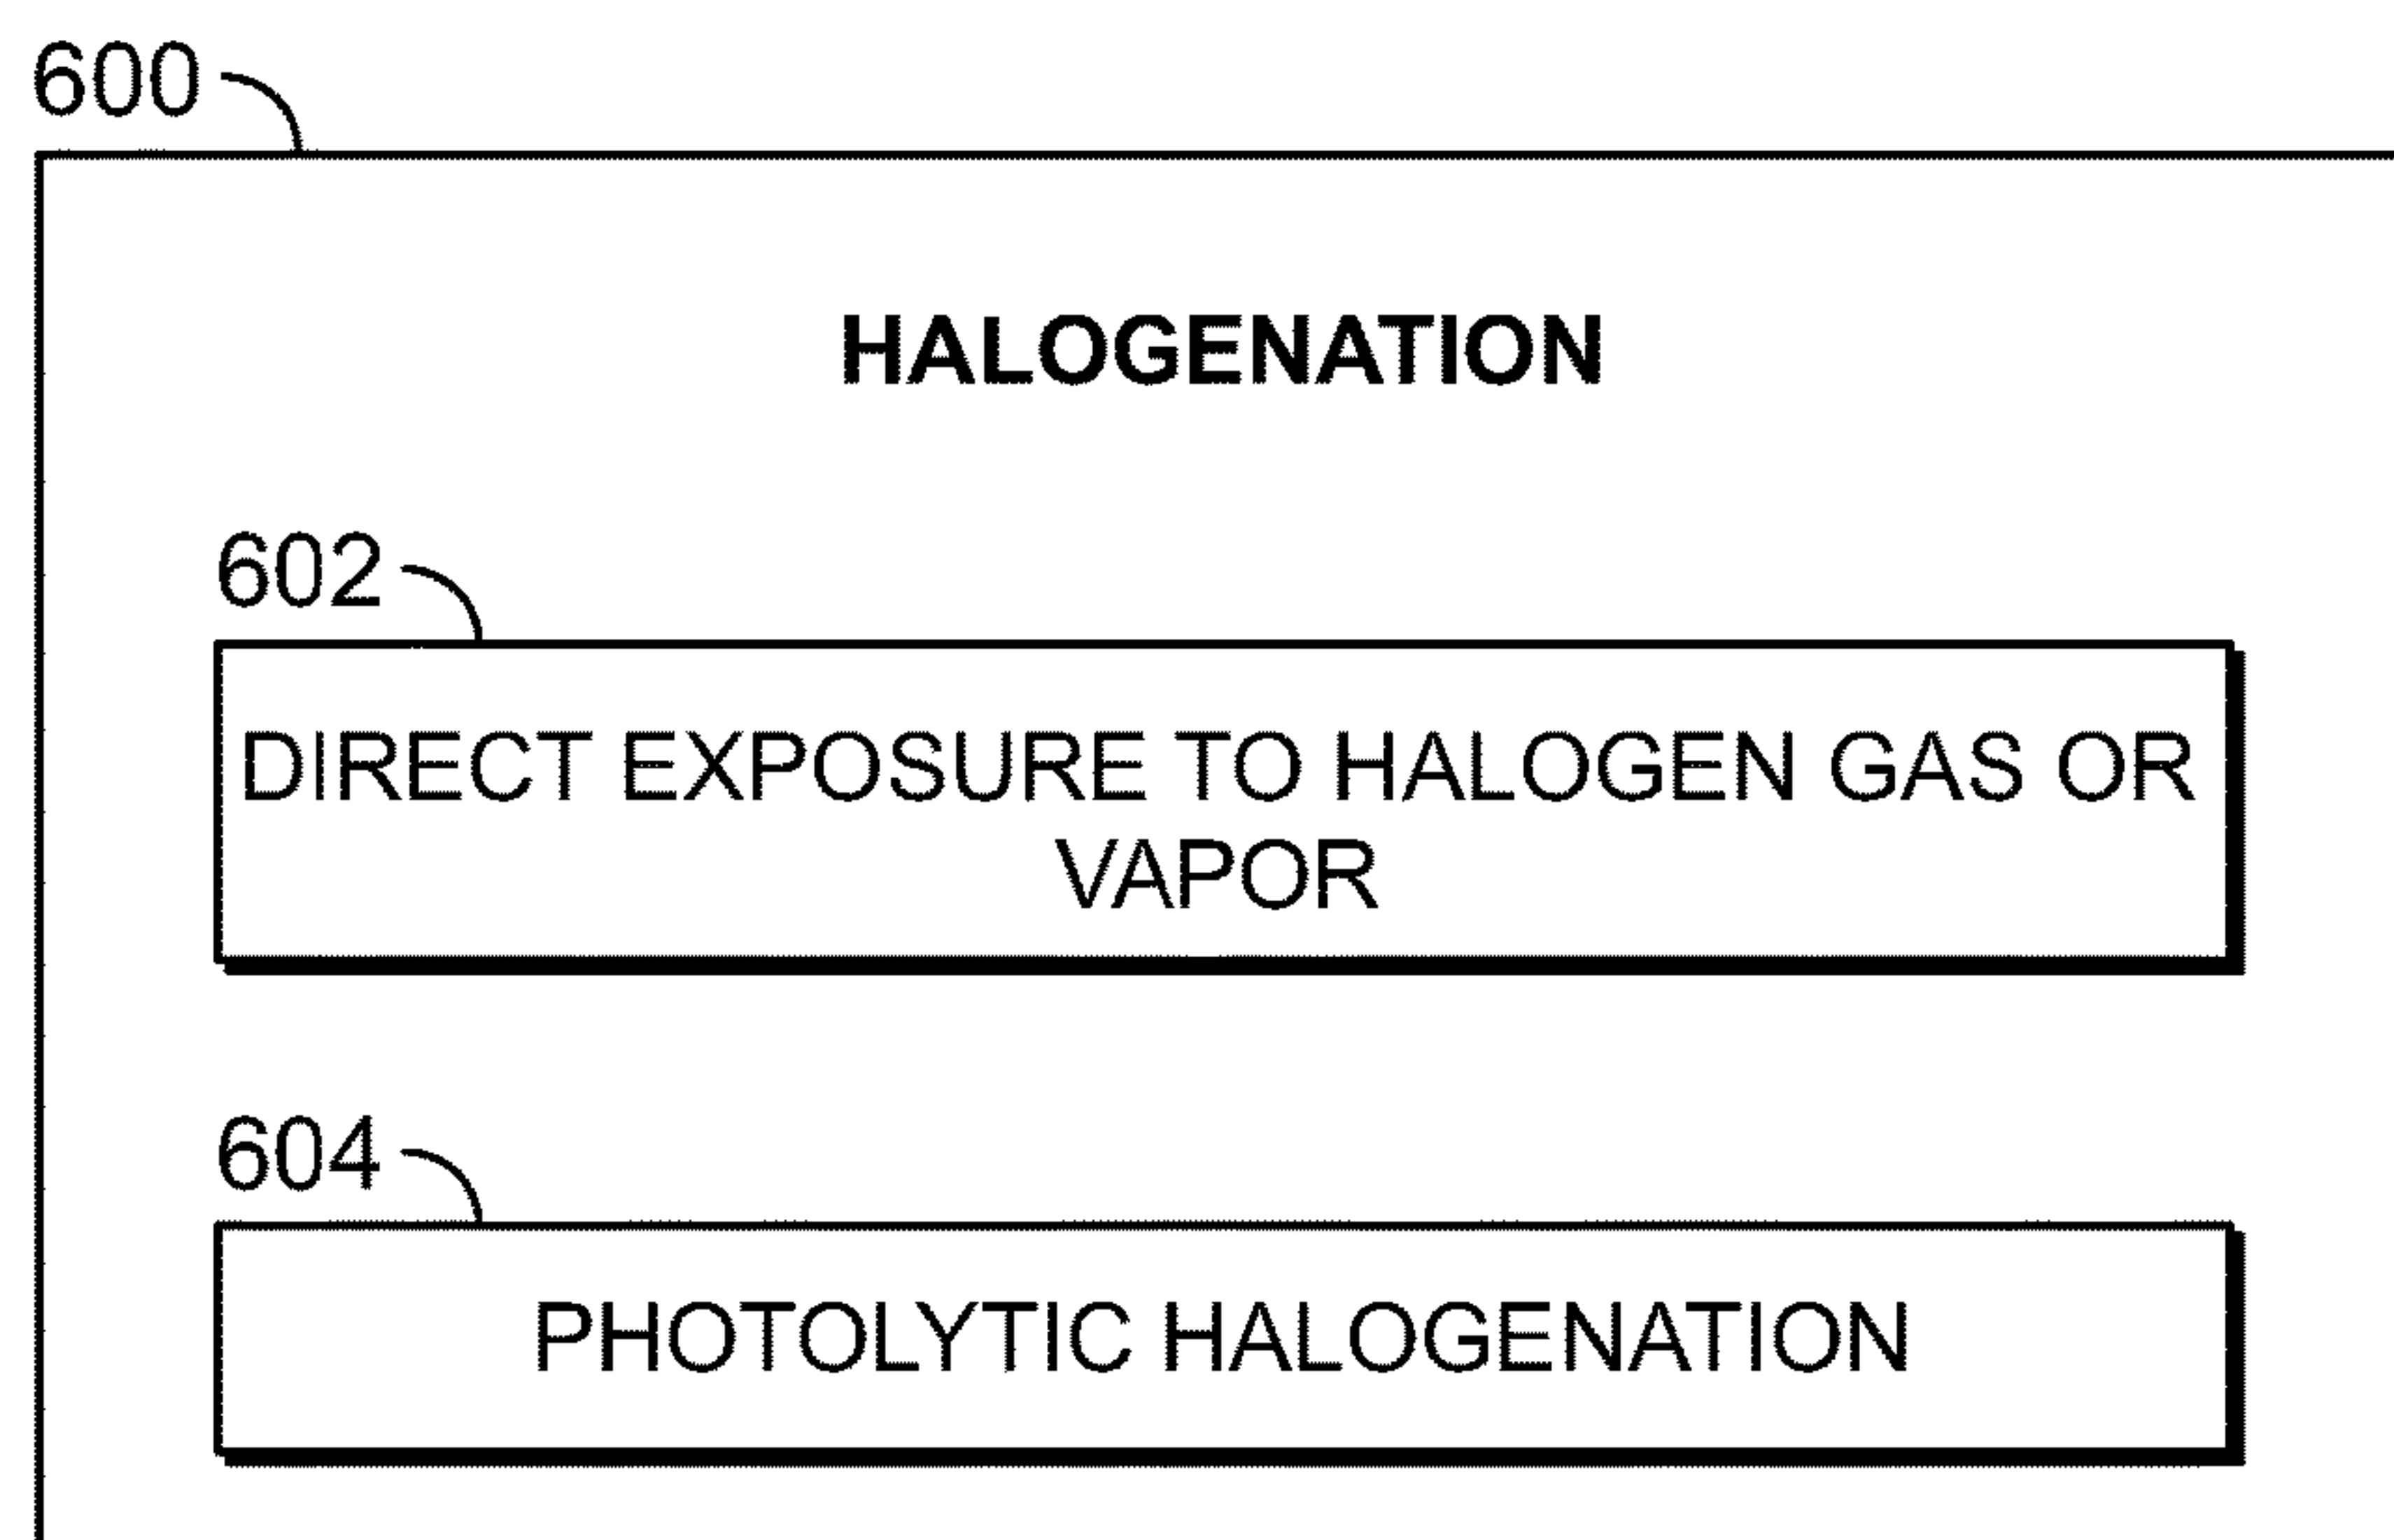 600
HALOGENATION
602
DIRECT EXPOSURE TO HALOGEN GAS OR
VAPOR
604
PHOTOLYTIC HALOGENATION